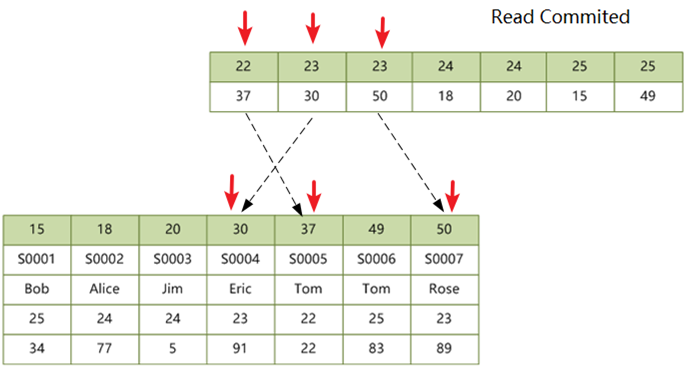 Read Commited
22 23 23 24 24 25 25
37 30 50 18 20 15 49
15 18 20 30 37 49 50
S0001 S0002 S0003 S0004 S0005 S0006 S0007
Bob Alice Jim Eric Tom Tom Rose
25 24 24 23 22 25 23
34 77 5 91 22 83 89